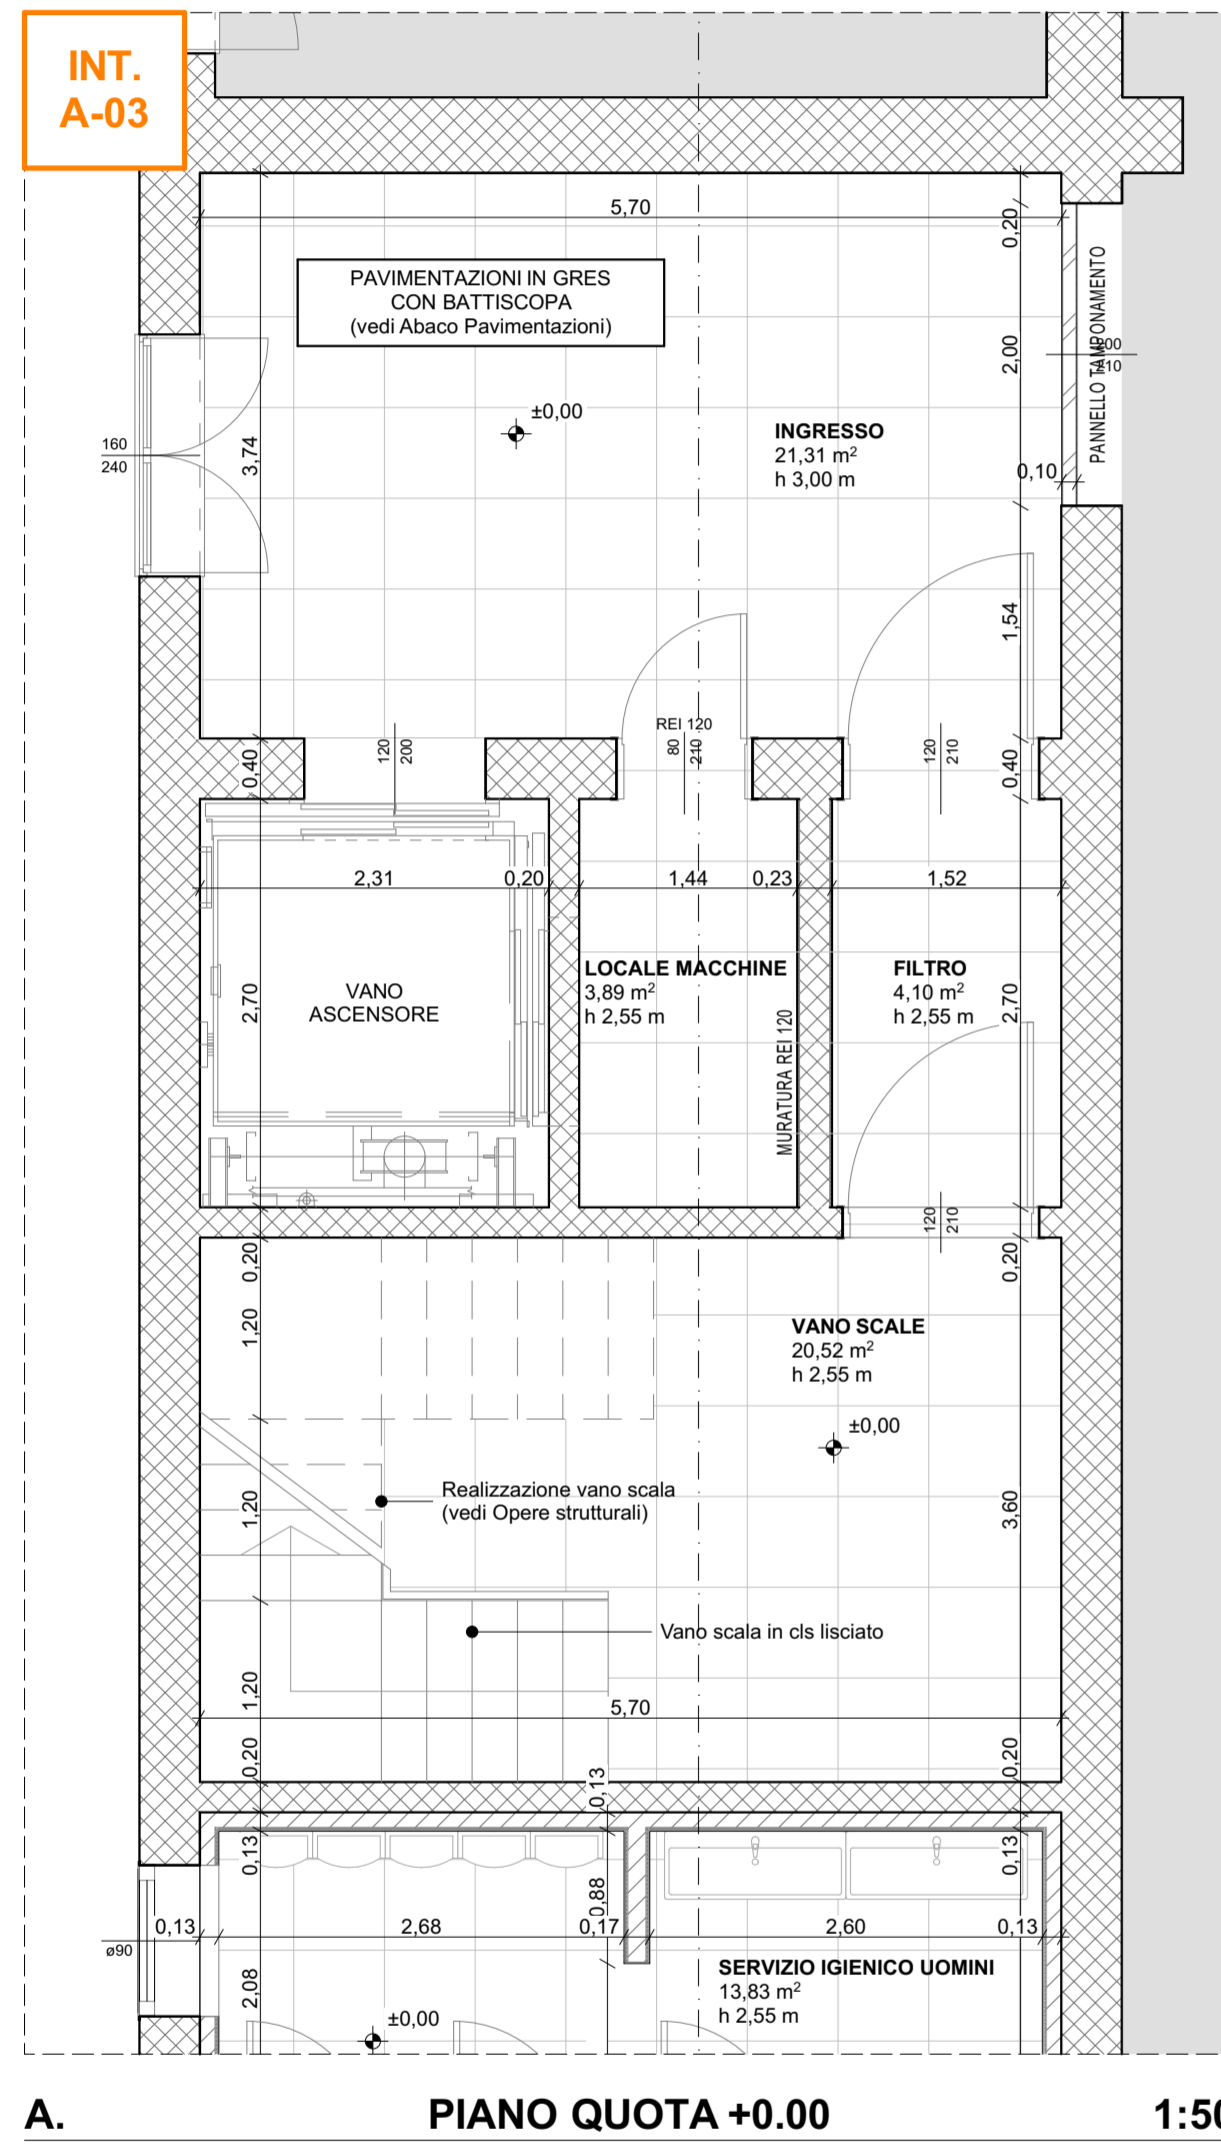 INT.
A-03
5,70
0,20
PAVIMENTAZIONI IN GRES
CON BATTISCOPA
(vedi Abaco Pavimentazioni)
PANNELLO TAMPONAMENTO
2,00
200
210
±0,00
INGRESSO
21,31 m²
h 3,00 m
160
240
3,74
0,10
1,54
REI 120
120
200
80
210
120
210
0,40
0,40
2,31
0,20
1,44
0,23
1,52
LOCALE MACCHINE
3,89 m²
h 2,55 m
FILTRO
4,10 m²
h 2,55 m
VANO
ASCENSORE
2,70
2,70
MURATURA REI 120
120
210
0,20
0,20
1,20
VANO SCALE
20,52 m²
h 2,55 m
±0,00
Realizzazione vano scala
(vedi Opere strutturali)
1,20
3,60
Vano scala in cls lisciato
1,20
5,70
0,20
0,13
0,20
0,13
0,13
0,88
0,13
2,68
0,17
2,60
0,13
ø90
SERVIZIO IGIENICO UOMINI
13,83 m²
h 2,55 m
2,08
±0,00
A.
PIANO QUOTA +0.00
1:50